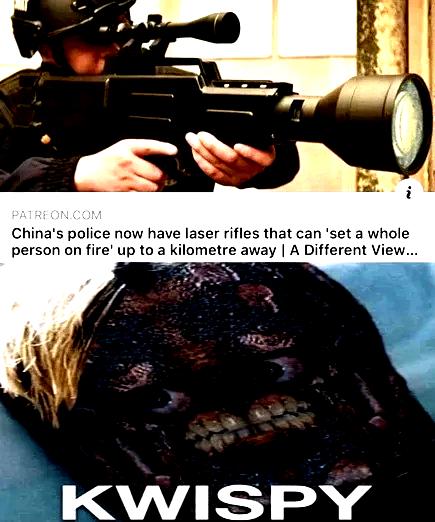 i
PATREON.COM
China's police now have laser rifles that can 'set a whole
person on fire' up to a kilometre away | A Different View...
KWISPY